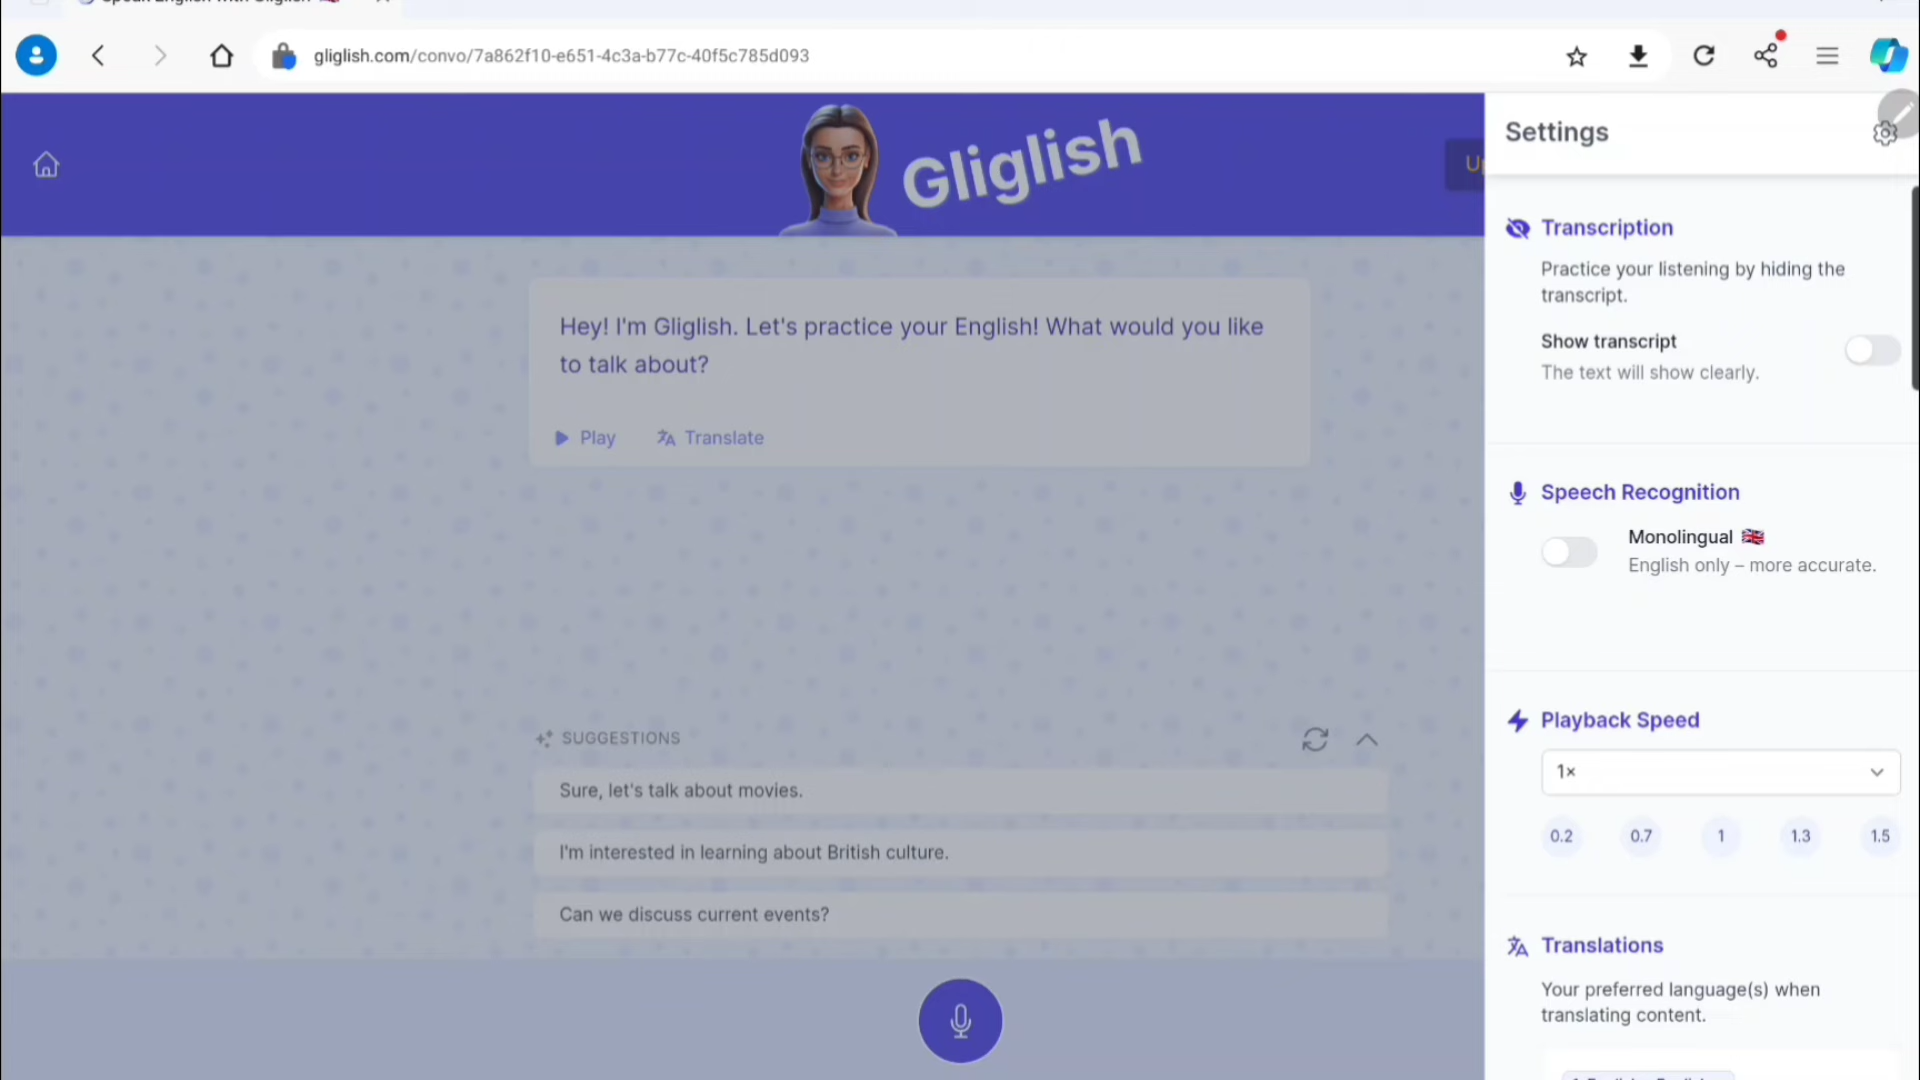 gliglish.com/convo/7a862f10-e651-4c3a-b77c-40f5c785d093
Gliglish
Hey! I'm Gliglish. Let's practice your English! What would you like
to talk about?
Play
Translate
SUGGESTIONS
Sure, let's talk about movies.
I'm interested in learning about British culture.
Can we discuss current events?
Settings
Transcription
Practice your listening by hiding the
transcript.
Show transcript
The text will show clearly.
Speech Recognition
Monolingual
English only – more accurate.
Playback Speed
1×
0.2 0.7 1 1.3 1.5
Translations
Your preferred language(s) when
translating content.